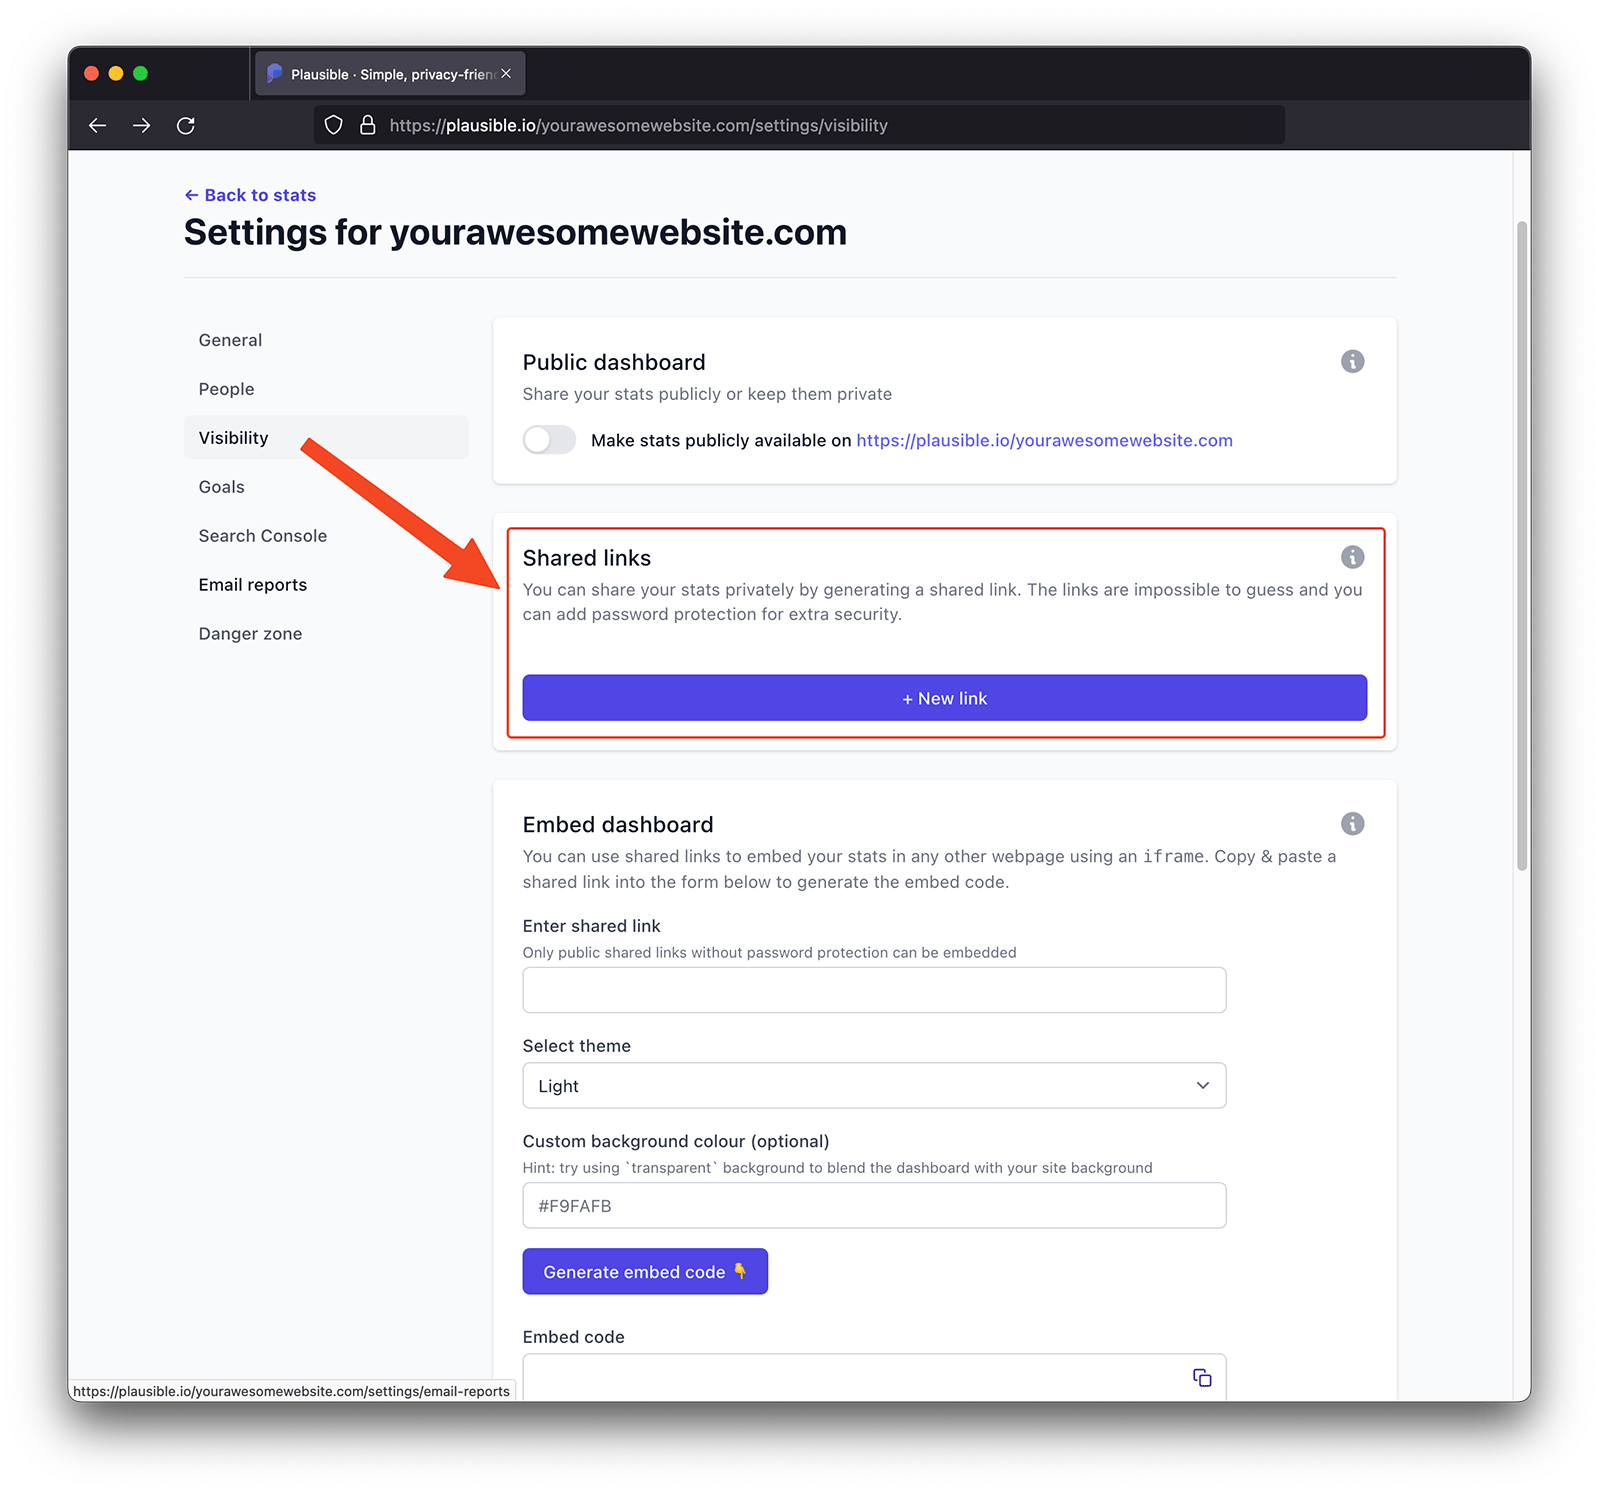 Plausible · Simple, privacy-frien
https://plausible.io/yourawesomewebsite.com/settings/visibility
← Back to stats
Settings for yourawesomewebsite.com
General
People
Visibility
Goals
Search Console
Email reports
Danger zone
Public dashboard
Share your stats publicly or keep them private
Make stats publicly available on https://plausible.io/yourawesomewebsite.com
Shared links
You can share your stats privately by generating a shared link. The links are impossible to guess and you
can add password protection for extra security.
+ New link
Embed dashboard
You can use shared links to embed your stats in any other webpage using an iframe. Copy & paste a
shared link into the form below to generate the embed code.
Enter shared link
Only public shared links without password protection can be embedded
Select theme
Light
Custom background colour (optional)
Hint: try using `transparent` background to blend the dashboard with your site background
#F9FAFB
Generate embed code 👇
Embed code
https://plausible.io/yourawesomewebsite.com/settings/email-reports